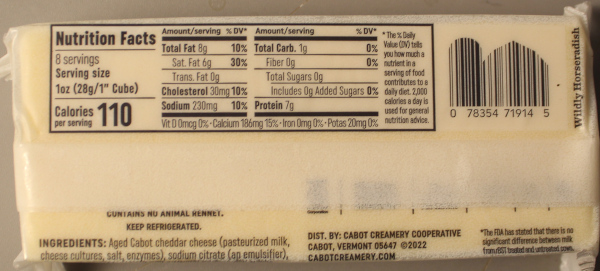 Nutrition Facts
8 servings
Serving size
1oz (28g/1" Cube)
Calories 110
per serving
Amount/serving % DV*
Total Fat 8g 10%
Sat. Fat 6g 30%
Trans. Fat 0g
Cholesterol 30mg 10%
Sodium 230mg 10%
Amount/serving % DV*
Total Carb. 1g 0%
Fiber 0g 0%
Total Sugars 0g
Includes 0g Added Sugars 0%
Protein 7g
Vit D 0mcg 0% · Calcium 186mg 15% · Iron 0mg 0% · Potas 20mg 0%
*The % Daily
Value (DV) tells
you how much a
nutrient in a
serving of food
contributes to a
daily diet. 2,000
calories a day is
used for general
nutrition advice.
0 78354 71914 5
Wildly Horseradish
CONTAINS NO ANIMAL RENNET.
KEEP REFRIGERATED.
INGREDIENTS: Aged Cabot cheddar cheese (pasteurized milk,
cheese cultures, salt, enzymes), sodium citrate (an emulsifier),
DIST. BY: CABOT CREAMERY COOPERATIVE
CABOT, VERMONT 05647 ©2022
CABOTCREAMERY.COM
*The FDA has stated that there is no
significant difference between milk
from rBST treated and untreated cows.